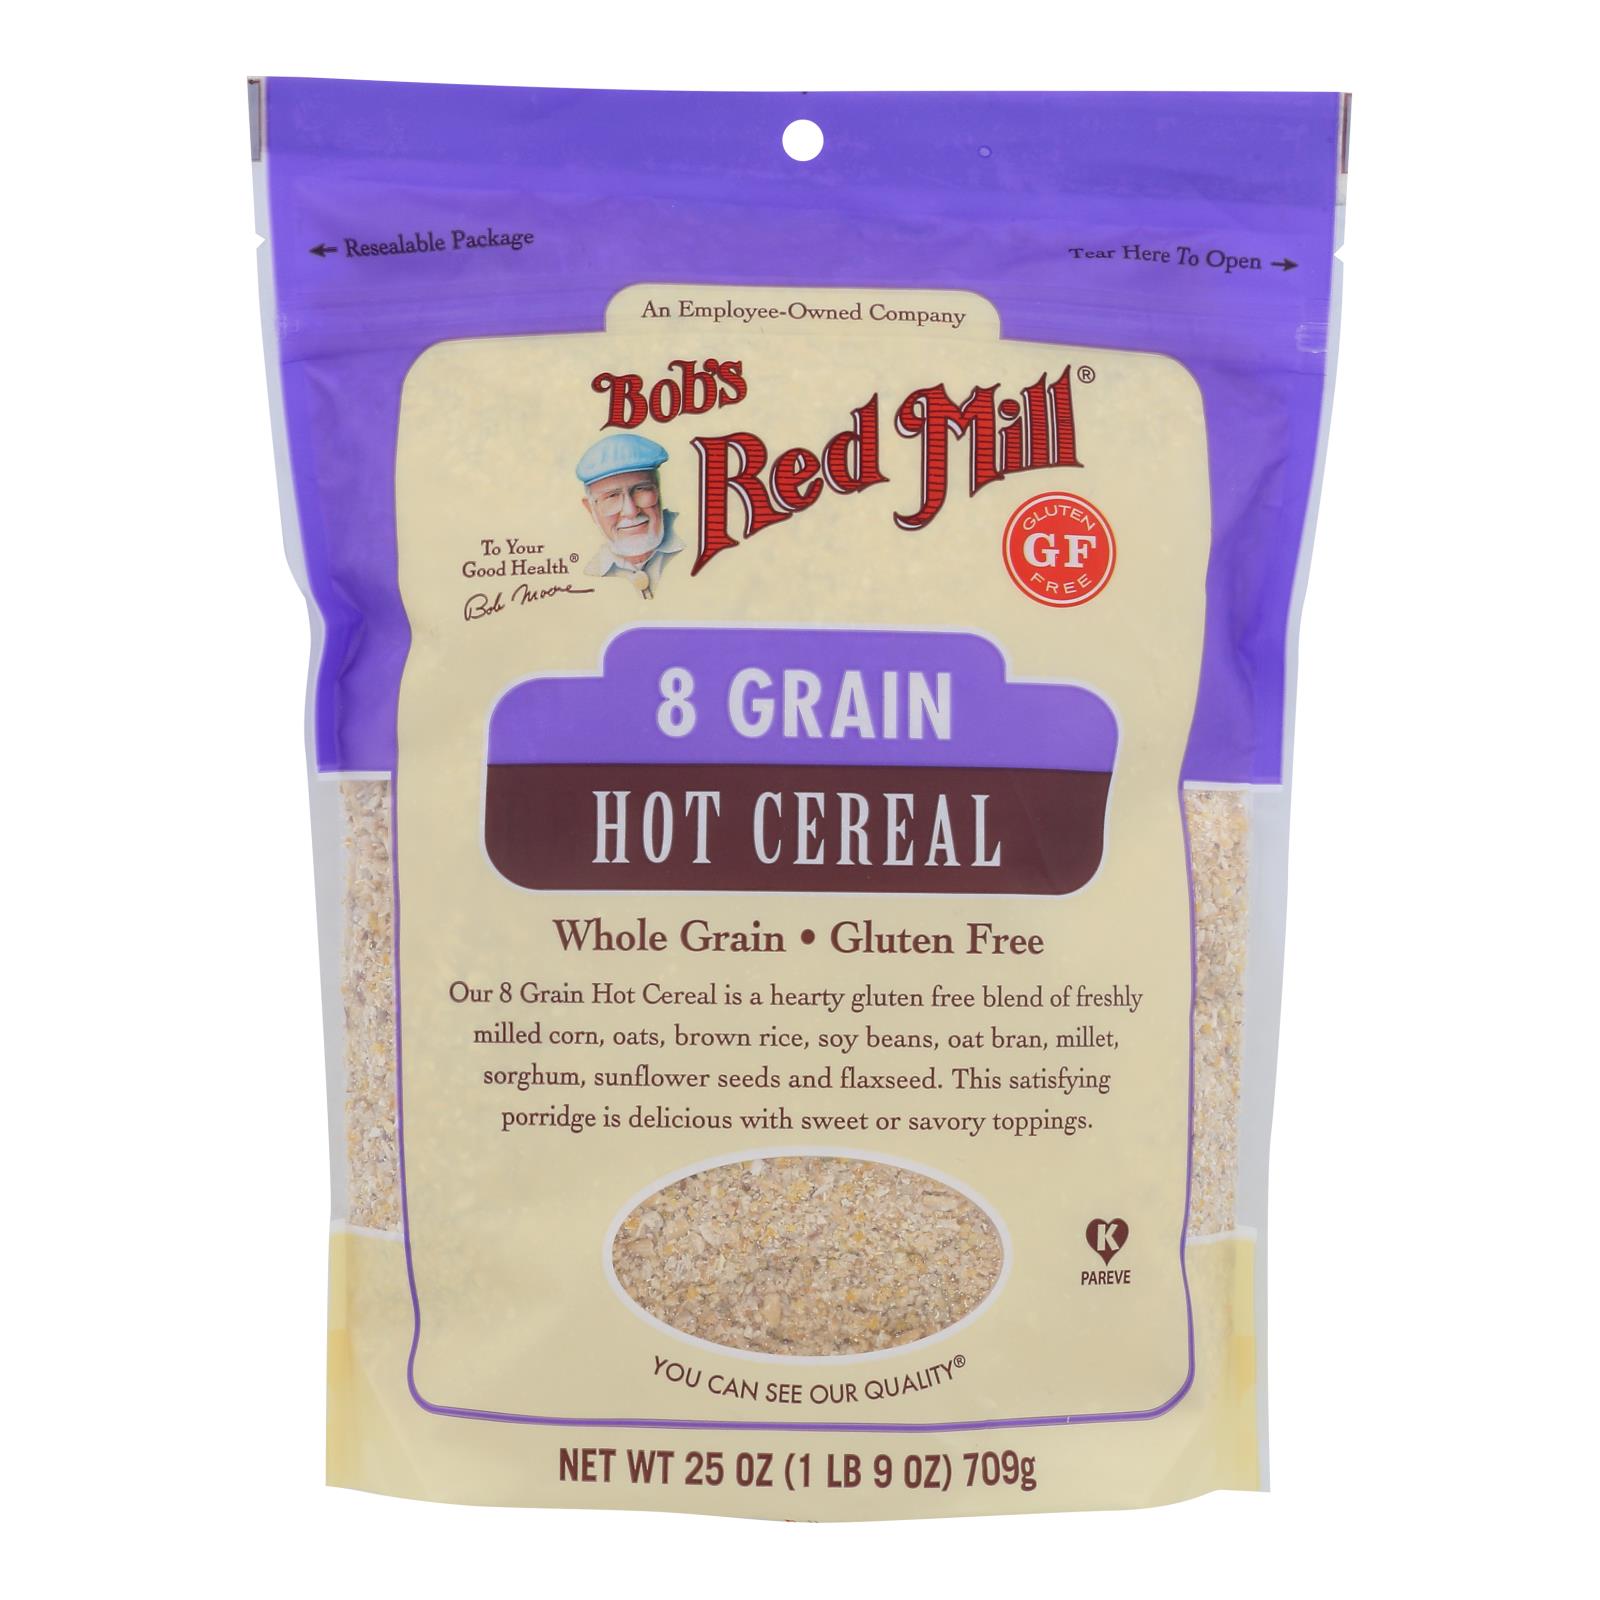 ← Resealable Package
Tear Here To Open →
An Employee-Owned Company
Bob's
Red Mill®
To Your
Good Health®
Bob Moore
GLUTEN
GF
FREE
8 GRAIN
HOT CEREAL
Whole Grain • Gluten Free
Our 8 Grain Hot Cereal is a hearty gluten free blend of freshly
milled corn, oats, brown rice, soy beans, oat bran, millet,
sorghum, sunflower seeds and flaxseed. This satisfying
porridge is delicious with sweet or savory toppings.
K
PAREVE
YOU CAN SEE OUR QUALITY®
NET WT 25 OZ (1 LB 9 OZ) 709g